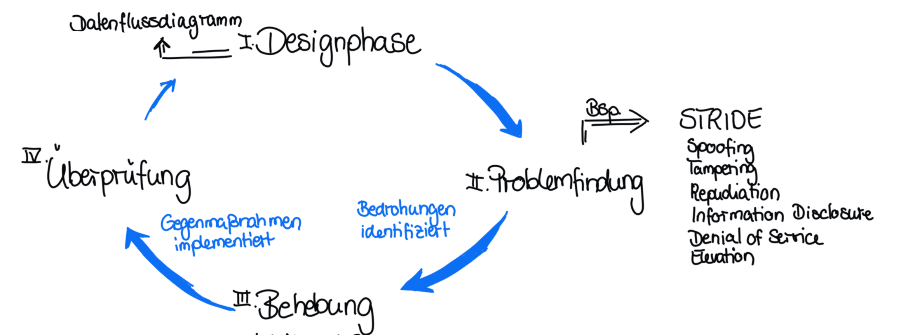 Datenflussdiagramm
I. Designphase
Bsp.
STRIDE
Spoofing
Tampering
Repudiation
Information Disclosure
Denial of Service
Elevation
II. Problemfindung
Bedrohungen
identifiziert
III. Behebung
Gegenmaßnahmen
implementiert
IV. Überprüfung